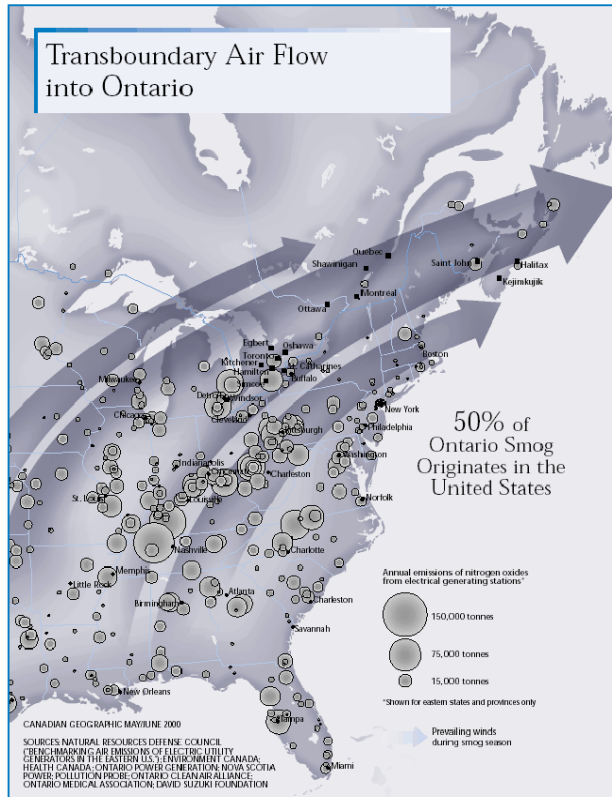 Transboundary Air Flow
into Ontario
Quebec
Shawinigan
Saint John
Halifax
Kejimkujik
Montréal
Ottawa
Egbert
Oshawa
Toronto
Kitchener
St. Catharines
Hamilton
Buffalo
Boston
Simcoe
Milwaukee
Detroit
Windsor
New York
Chicago
Cleveland
Pittsburgh
Philadelphia
50% of
Ontario Smog
Originates in the
United States
Washington
Indianapolis
Cincinnati
Charleston
St. Louis
Louisville
Norfolk
Nashville
Charlotte
Memphis
Little Rock
Atlanta
Birmingham
Charleston
Savannah
New Orleans
Tampa
Miami
Annual emissions of nitrogen oxides
from electrical generating stations*
150,000 tonnes
75,000 tonnes
15,000 tonnes
*Shown for eastern states and provinces only
Prevailing winds
during smog season
CANADIAN GEOGRAPHIC MAY/JUNE 2000
SOURCES: NATURAL RESOURCES DEFENSE COUNCIL
("BENCHMARKING AIR EMISSIONS OF ELECTRIC UTILITY
GENERATORS IN THE EASTERN U.S."); ENVIRONMENT CANADA;
HEALTH CANADA; ONTARIO POWER GENERATION; NOVA SCOTIA
POWER; POLLUTION PROBE; ONTARIO CLEAN AIR ALLIANCE;
ONTARIO MEDICAL ASSOCIATION; DAVID SUZUKI FOUNDATION